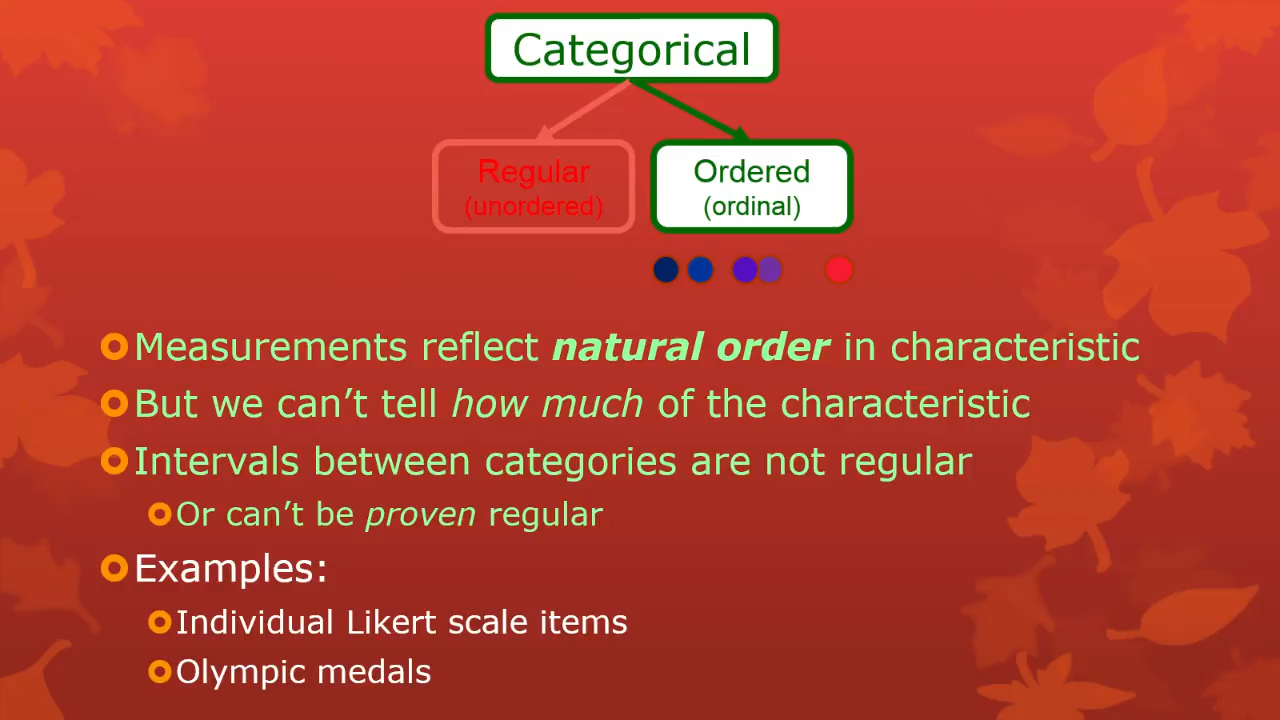 Categorical
Regular
(unordered)
Ordered
(ordinal)
Measurements reflect natural order in characteristic
But we can’t tell how much of the characteristic
Intervals between categories are not regular
Or can’t be proven regular
Examples:
Individual Likert scale items
Olympic medals